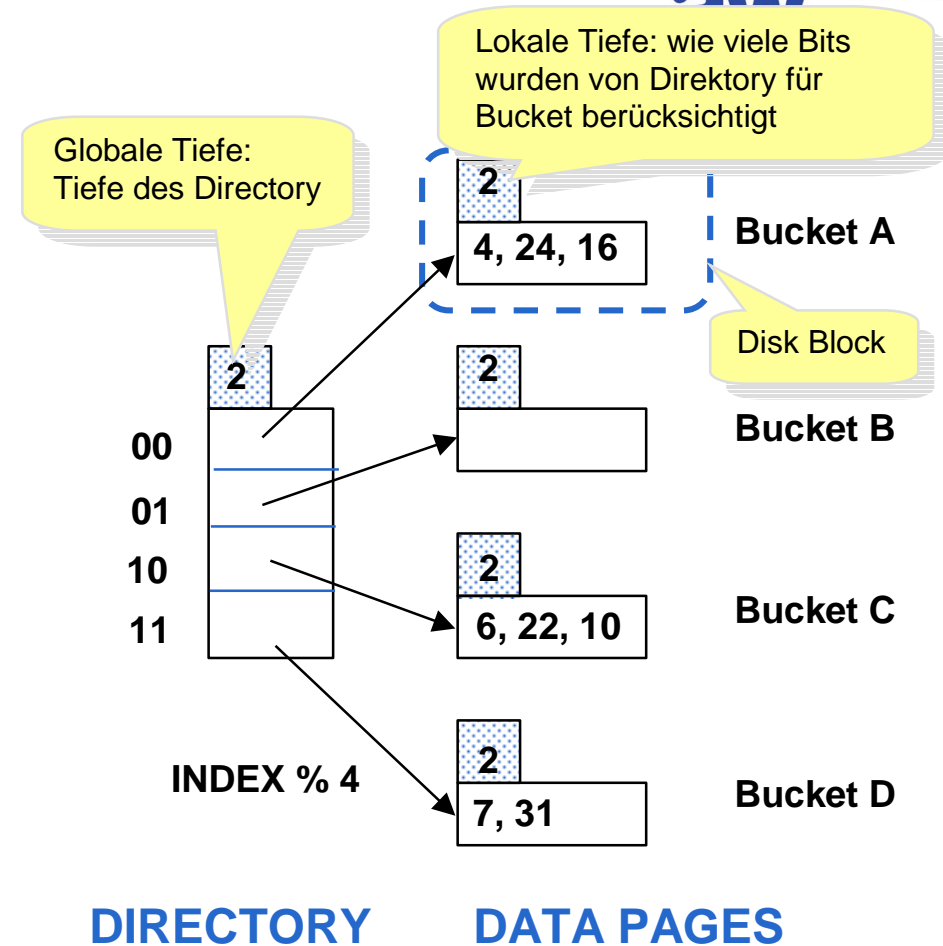 Lokale Tiefe: wie viele Bits
wurden von Direktory für
Bucket berücksichtigt
Globale Tiefe:
Tiefe des Directory
2
4, 24, 16
Bucket A
Disk Block
2
2
Bucket B
00
01
10
11
2
6, 22, 10
Bucket C
INDEX % 4
2
7, 31
Bucket D
DIRECTORY
DATA PAGES